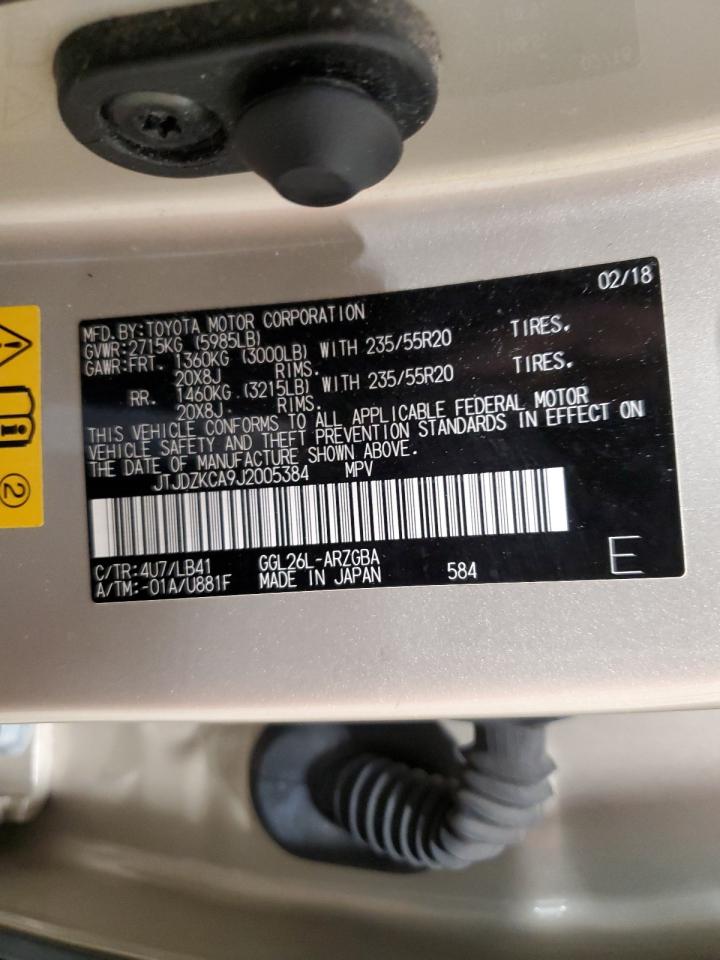 02/18
MFD. BY:TOYOTA MOTOR CORPORATION
GVWR:2715KG (5985LB)
GAWR:FRT. 1360KG (3000LB) WITH 235/55R20 TIRES,
20X8J RIMS.
RR. 1460KG (3215LB) WITH 235/55R20 TIRES,
20X8J RIMS.
THIS VEHICLE CONFORMS TO ALL APPLICABLE FEDERAL MOTOR
VEHICLE SAFETY AND THEFT PREVENTION STANDARDS IN EFFECT ON
THE DATE OF MANUFACTURE SHOWN ABOVE.
JTJDZKCA9J2005384 MPV
C/TR:4U7/LB41 GGL26L-ARZGBA
A/TM:-01A/U881F MADE IN JAPAN 584 E
2